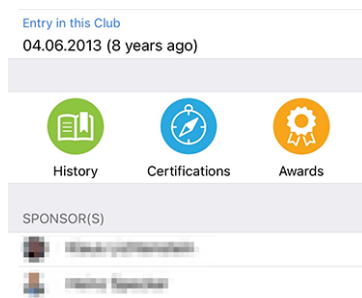 Entry in this Club
04.06.2013 (8 years ago)
History Certifications Awards
SPONSOR(S)